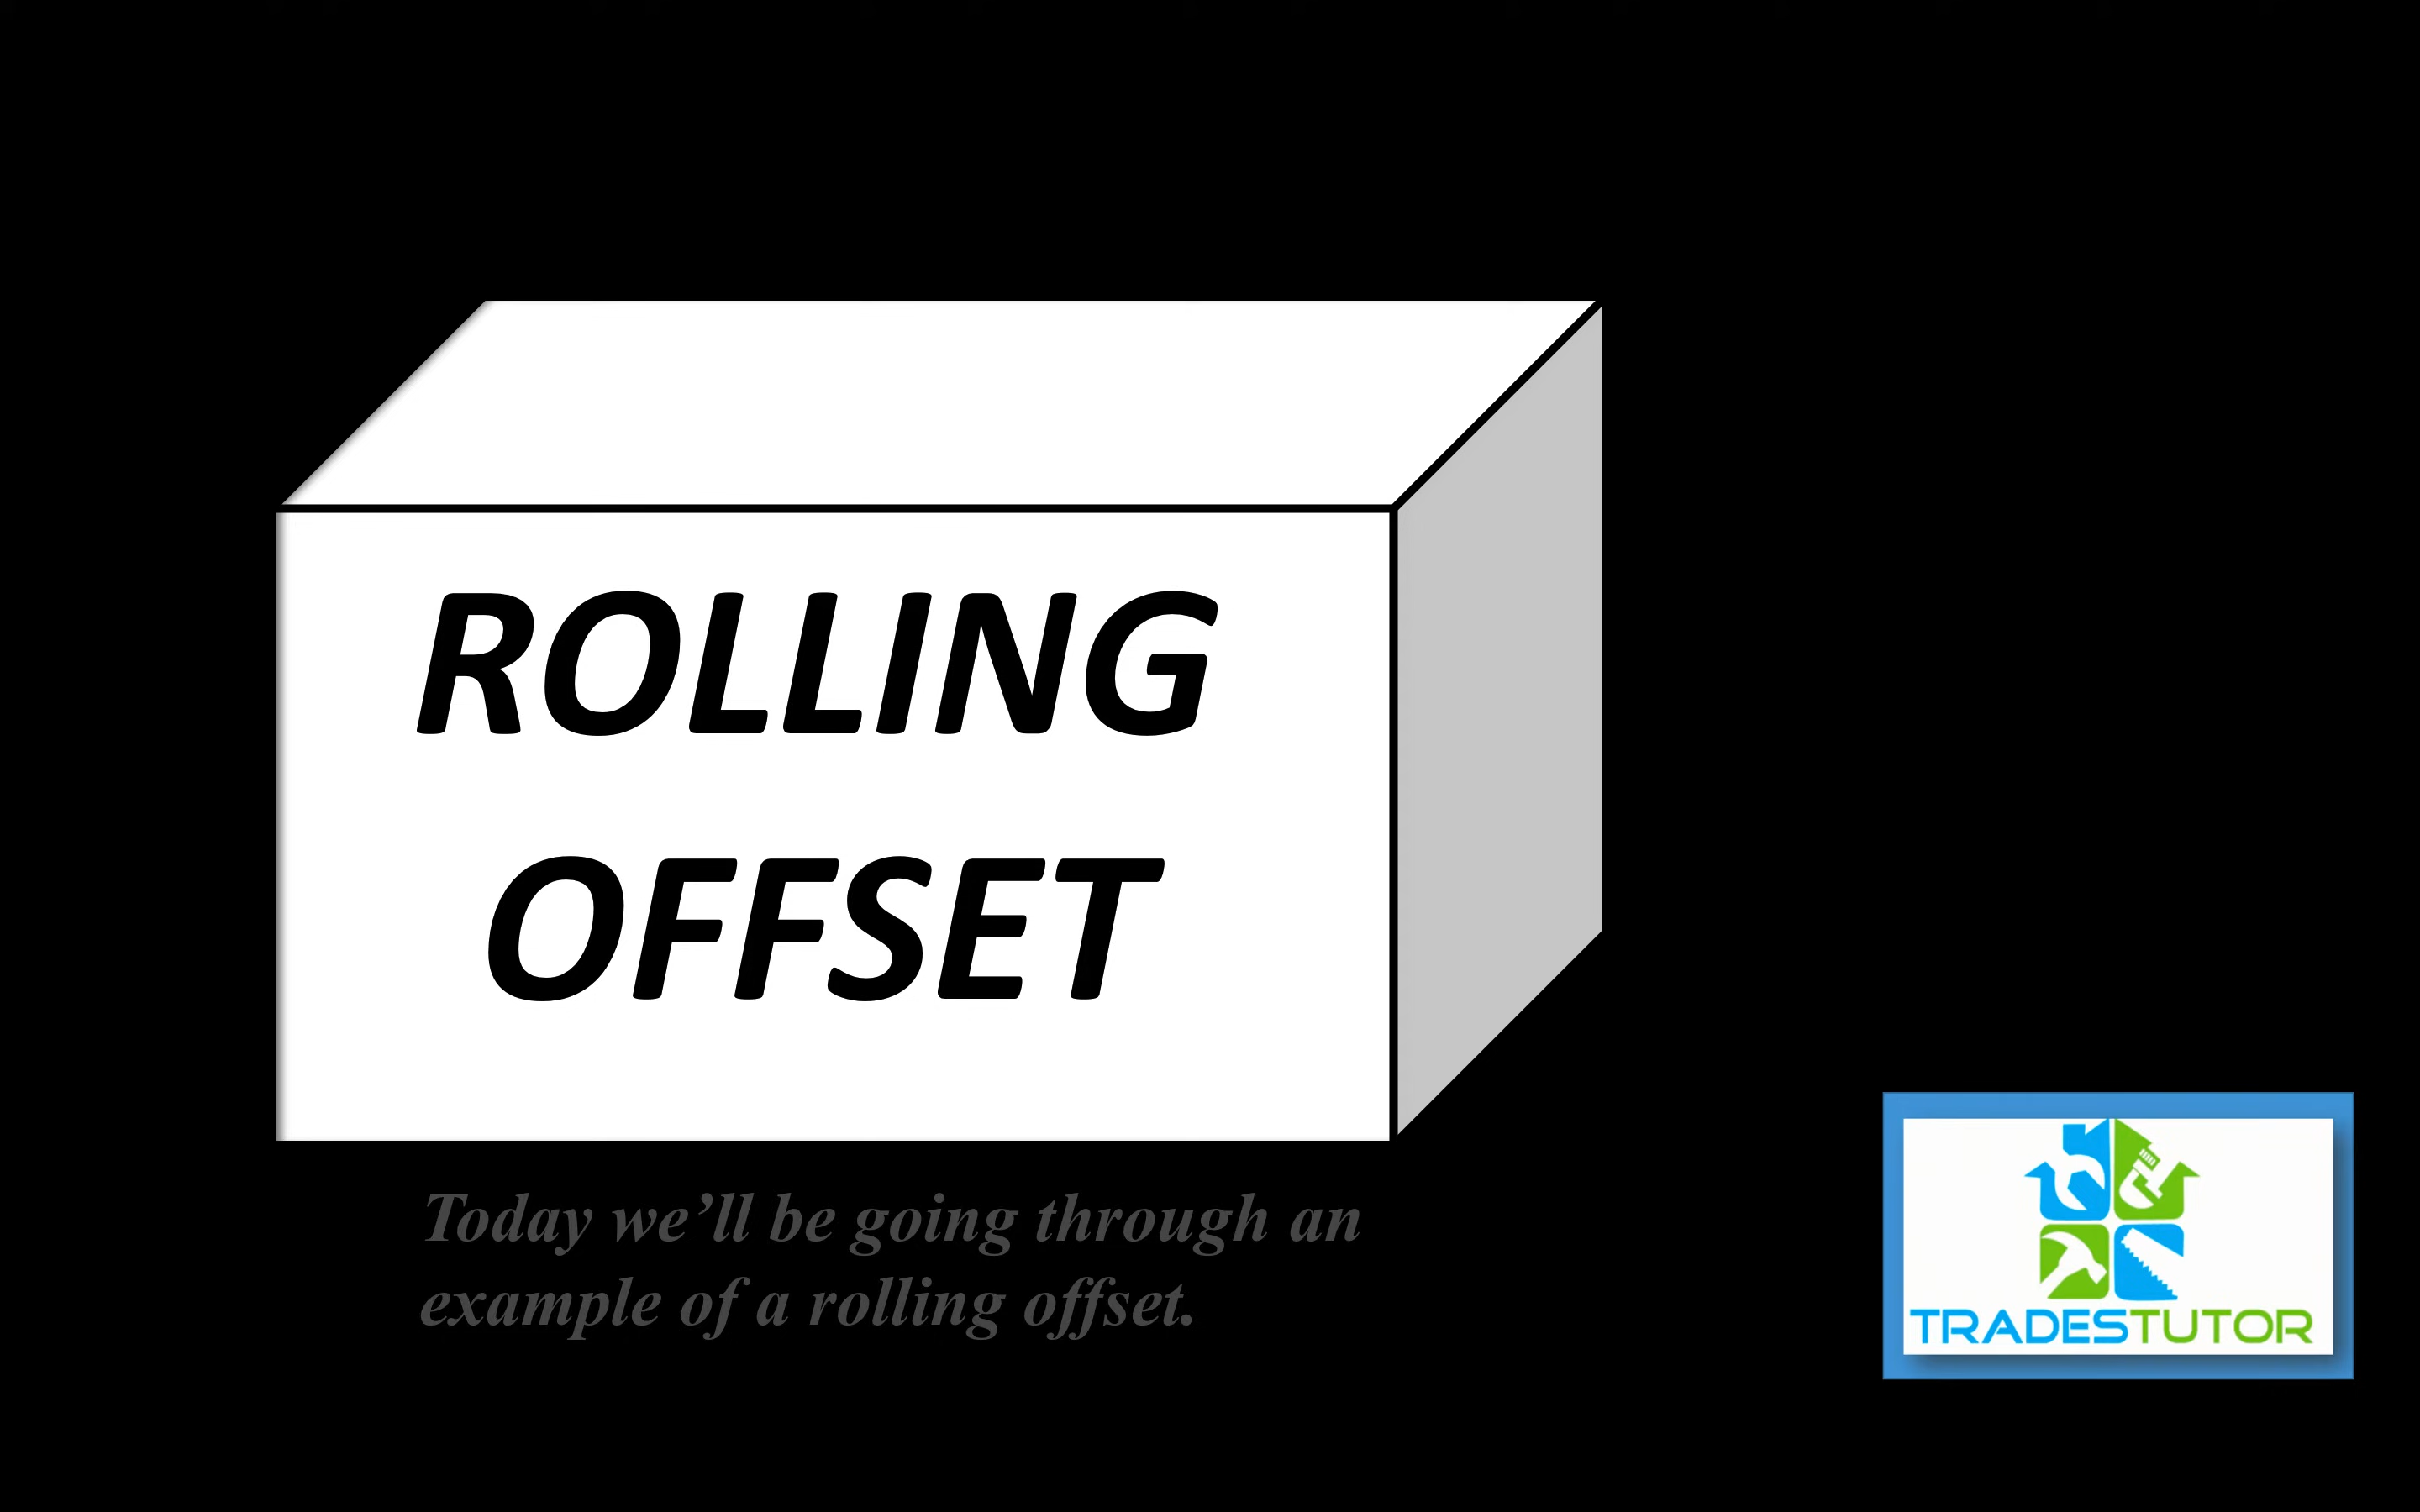 ROLLING
OFFSET
Today we’ll be going through an
example of a rolling offset.
TRADESTUTOR